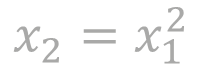 x₂ = x₁²